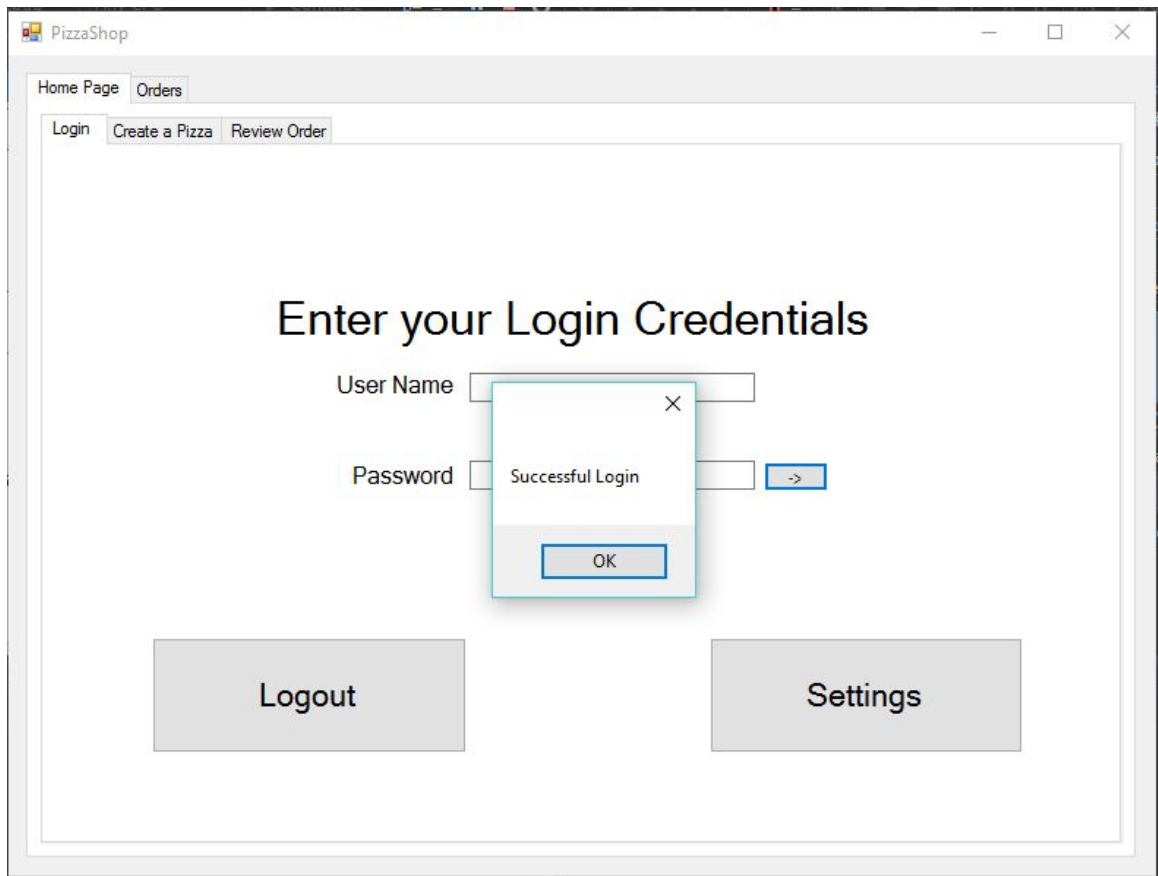 PizzaShop
Home Page Orders
Login Create a Pizza Review Order
Enter your Login Credentials
User Name
Password
->
Successful Login
OK
Logout
Settings